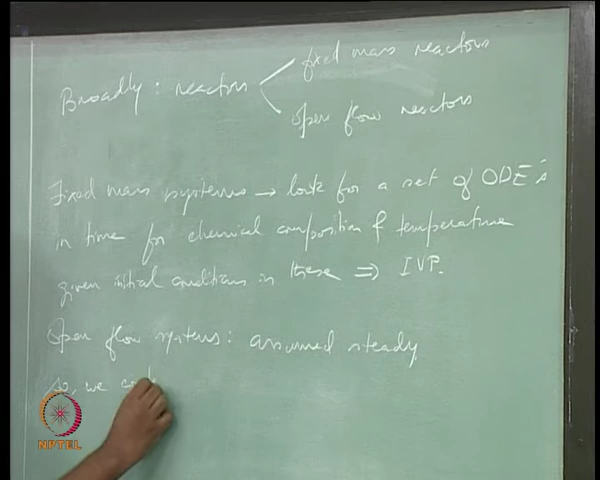 Broadly : reactors
fixed mass reactors
open flow reactors
Fixed mass systems → look for a set of ODE's
in time for chemical composition & temperature
given initial conditions in these ⇒ IVP.
Open flow systems : assumed steady
So, we
NPTEL